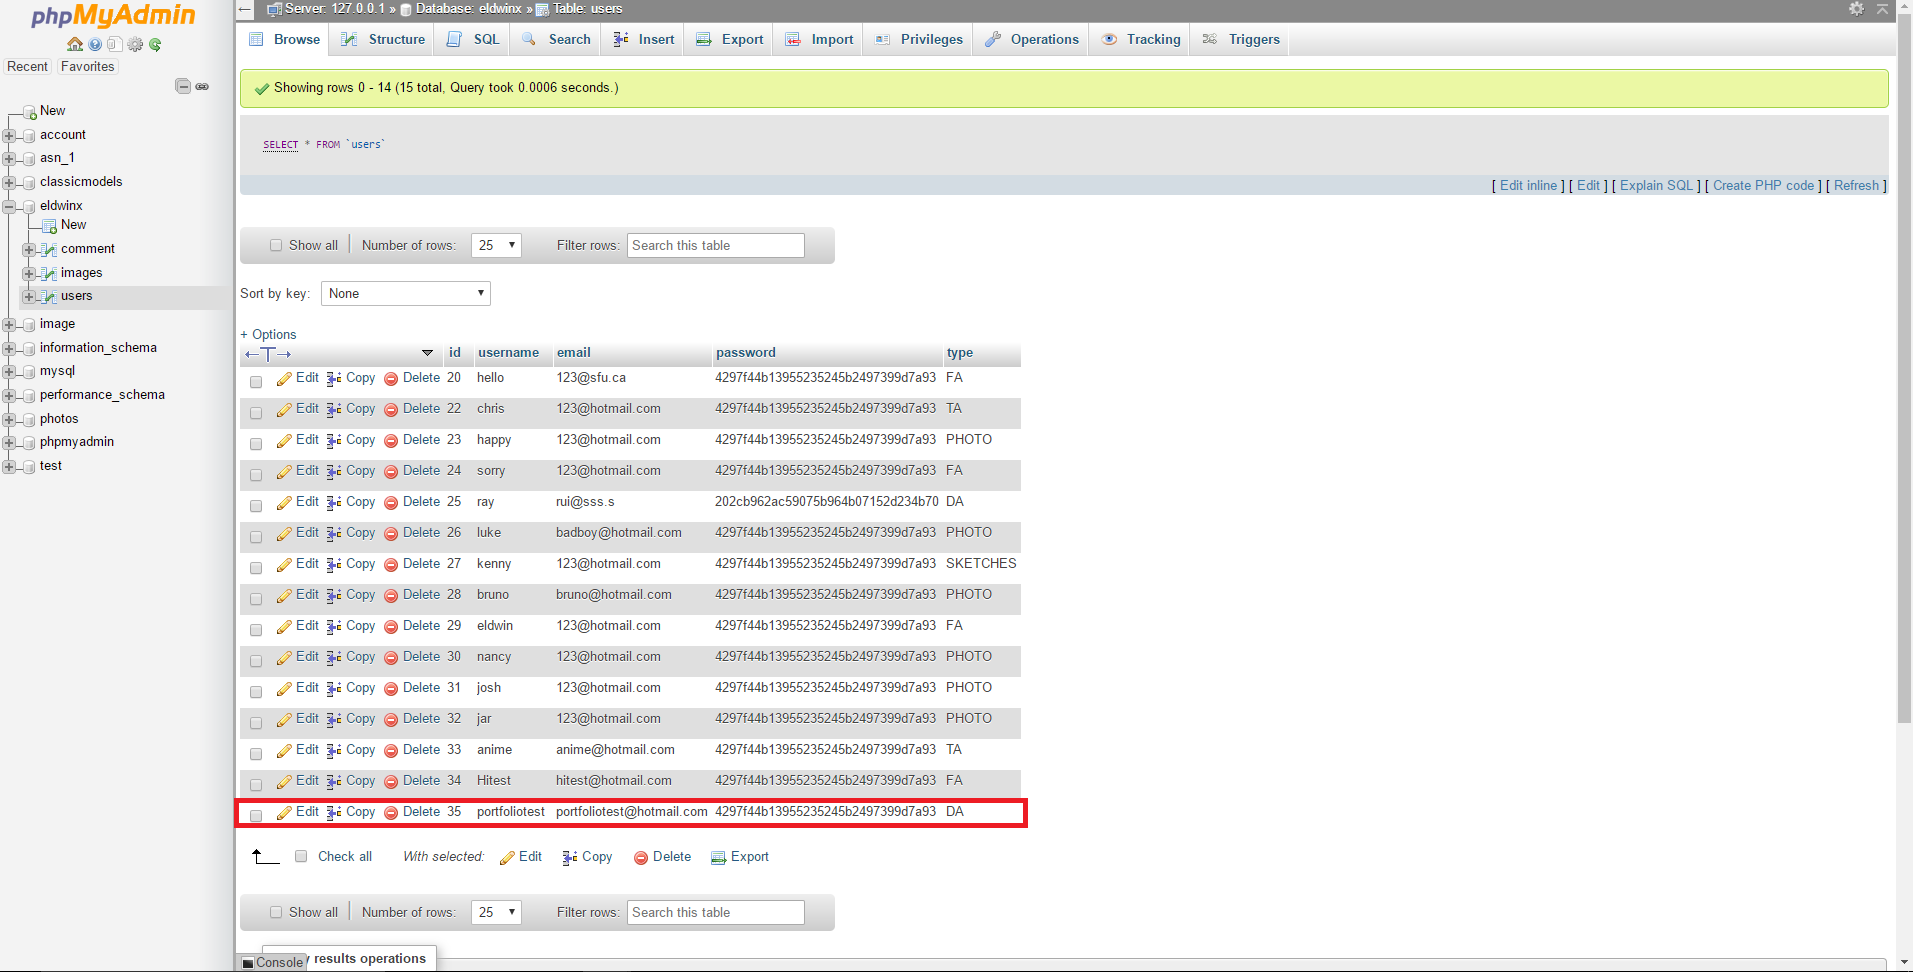 phpMyAdmin
Recent Favorites
New
account
asn_1
classicmodels
eldwinx
New
comment
images
users
image
information_schema
mysql
performance_schema
photos
phpmyadmin
test
Server: 127.0.0.1 » Database: eldwinx » Table: users
Browse Structure SQL Search Insert Export Import Privileges Operations Tracking Triggers
Showing rows 0 - 14 (15 total, Query took 0.0006 seconds.)
SELECT * FROM `users`
[ Edit inline ] [ Edit ] [ Explain SQL ] [ Create PHP code ] [ Refresh ]
Show all Number of rows: 25 Filter rows: Search this table
Sort by key: None
+ Options
id username email password type
Edit Copy Delete 20 hello 123@sfu.ca 4297f44b13955235245b2497399d7a93 FA
Edit Copy Delete 22 chris 123@hotmail.com 4297f44b13955235245b2497399d7a93 TA
Edit Copy Delete 23 happy 123@hotmail.com 4297f44b13955235245b2497399d7a93 PHOTO
Edit Copy Delete 24 sorry 123@hotmail.com 4297f44b13955235245b2497399d7a93 FA
Edit Copy Delete 25 ray rui@sss.s 202cb962ac59075b964b07152d234b70 DA
Edit Copy Delete 26 luke badboy@hotmail.com 4297f44b13955235245b2497399d7a93 PHOTO
Edit Copy Delete 27 kenny 123@hotmail.com 4297f44b13955235245b2497399d7a93 SKETCHES
Edit Copy Delete 28 bruno bruno@hotmail.com 4297f44b13955235245b2497399d7a93 PHOTO
Edit Copy Delete 29 eldwin 123@hotmail.com 4297f44b13955235245b2497399d7a93 FA
Edit Copy Delete 30 nancy 123@hotmail.com 4297f44b13955235245b2497399d7a93 PHOTO
Edit Copy Delete 31 josh 123@hotmail.com 4297f44b13955235245b2497399d7a93 PHOTO
Edit Copy Delete 32 jar 123@hotmail.com 4297f44b13955235245b2497399d7a93 PHOTO
Edit Copy Delete 33 anime anime@hotmail.com 4297f44b13955235245b2497399d7a93 TA
Edit Copy Delete 34 Hitest hitest@hotmail.com 4297f44b13955235245b2497399d7a93 FA
Edit Copy Delete 35 portfoliotest portfoliotest@hotmail.com 4297f44b13955235245b2497399d7a93 DA
Check all With selected: Edit Copy Delete Export
Show all Number of rows: 25 Filter rows: Search this table
results operations
Console